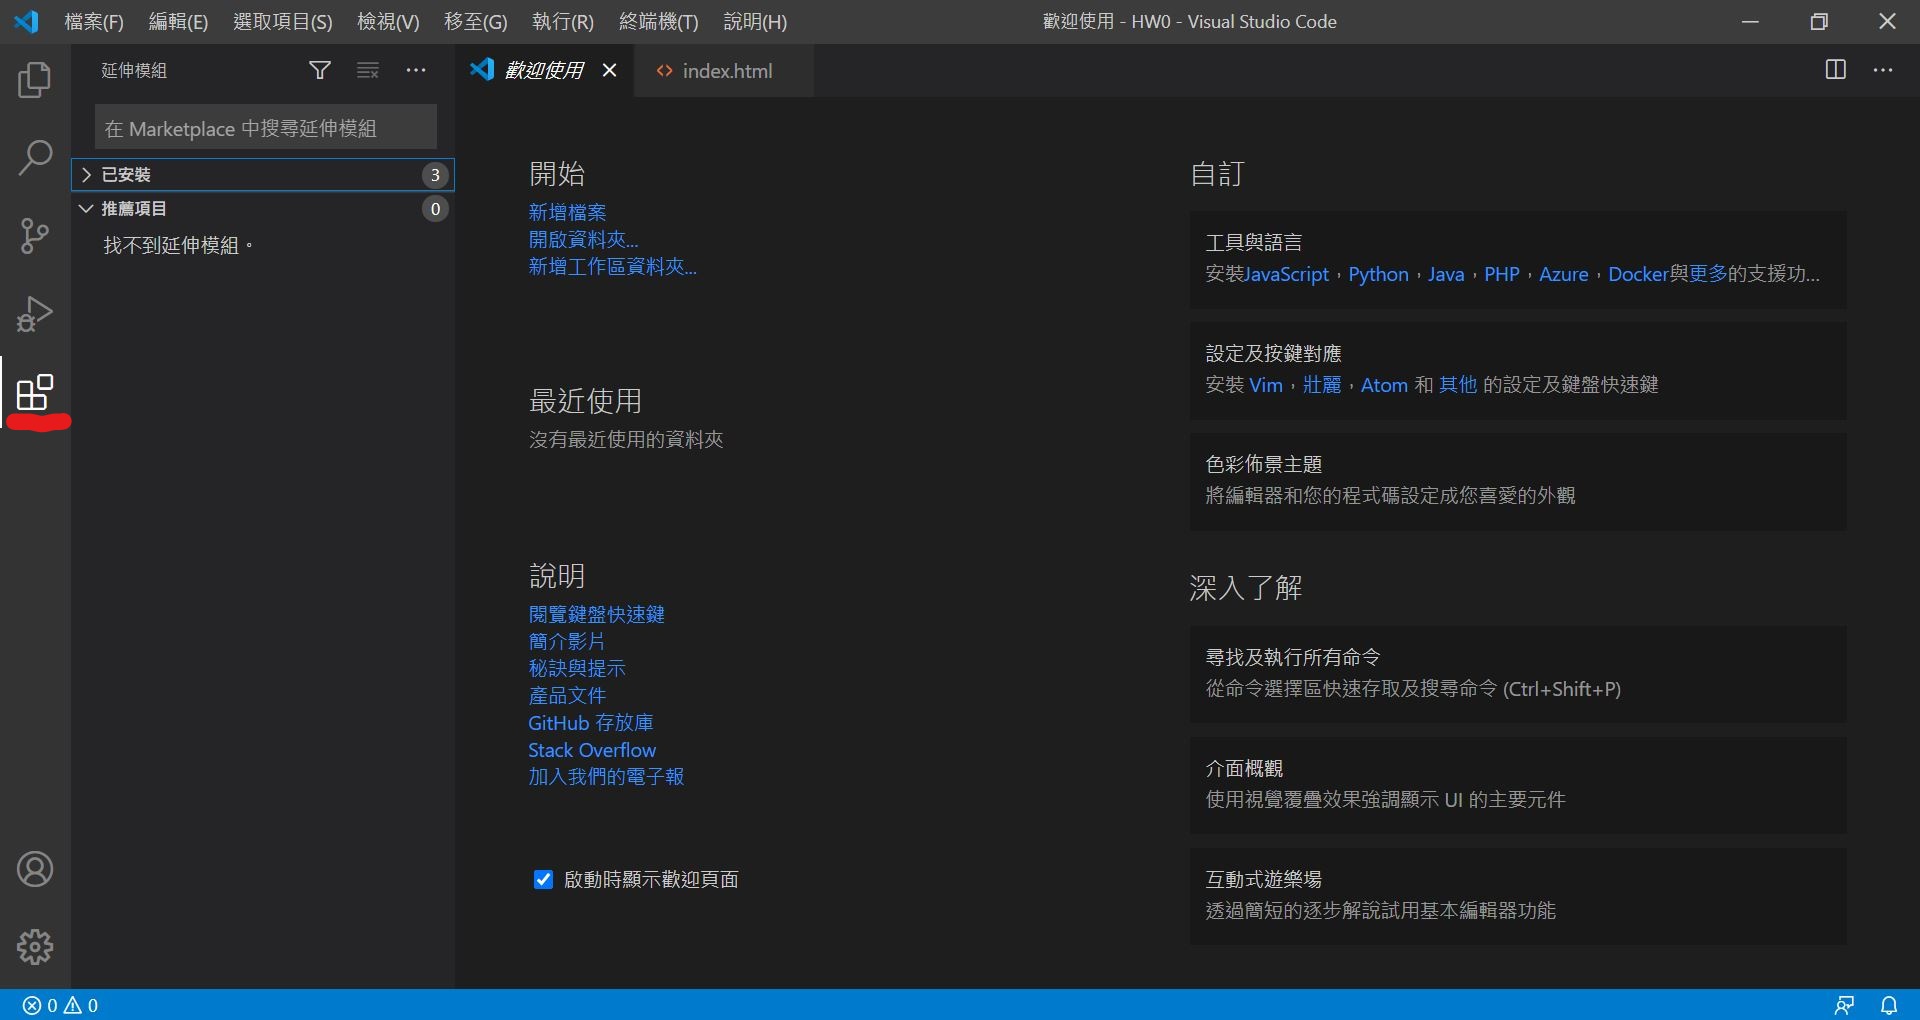 檔案(F) 編輯(E) 選取項目(S) 檢視(V) 移至(G) 執行(R) 終端機(T) 說明(H)
歡迎使用 - HW0 - Visual Studio Code
延伸模組
在 Marketplace 中搜尋延伸模組
已安裝 3
推薦項目 0
找不到延伸模組。
歡迎使用
index.html
開始
新增檔案
開啟資料夾...
新增工作區資料夾...
最近使用
沒有最近使用的資料夾
說明
閱覽鍵盤快速鍵
簡介影片
秘訣與提示
產品文件
GitHub 存放庫
Stack Overflow
加入我們的電子報
啟動時顯示歡迎頁面
自訂
工具與語言
安裝JavaScript，Python，Java，PHP，Azure，Docker與更多的支援功...
設定及按鍵對應
安裝 Vim，壯麗，Atom 和 其他 的設定及鍵盤快速鍵
色彩佈景主題
將編輯器和您的程式碼設定成您喜愛的外觀
深入了解
尋找及執行所有命令
從命令選擇區快速存取及搜尋命令 (Ctrl+Shift+P)
介面概觀
使用視覺覆疊效果強調顯示 UI 的主要元件
互動式遊樂場
透過簡短的逐步解說試用基本編輯器功能
0 0